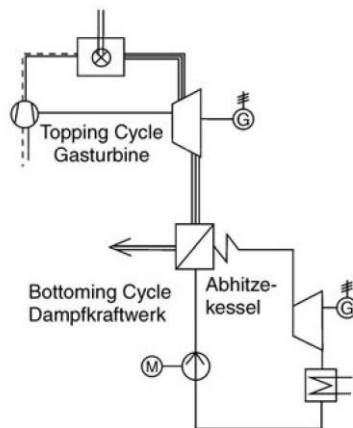 G
Topping Cycle
Gasturbine
Bottoming Cycle
Dampfkraftwerk
Abhitze-
kessel
G
M